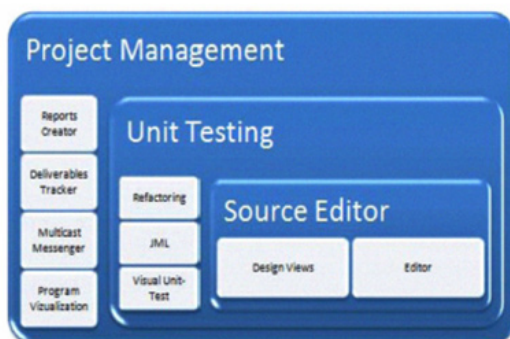 Project Management
Reports
Creator
Deliverables
Tracker
Multicast
Messenger
Program
Vizualization
Unit Testing
Refactoring
JML
Visual Unit-
Test
Source Editor
Design Views
Editor